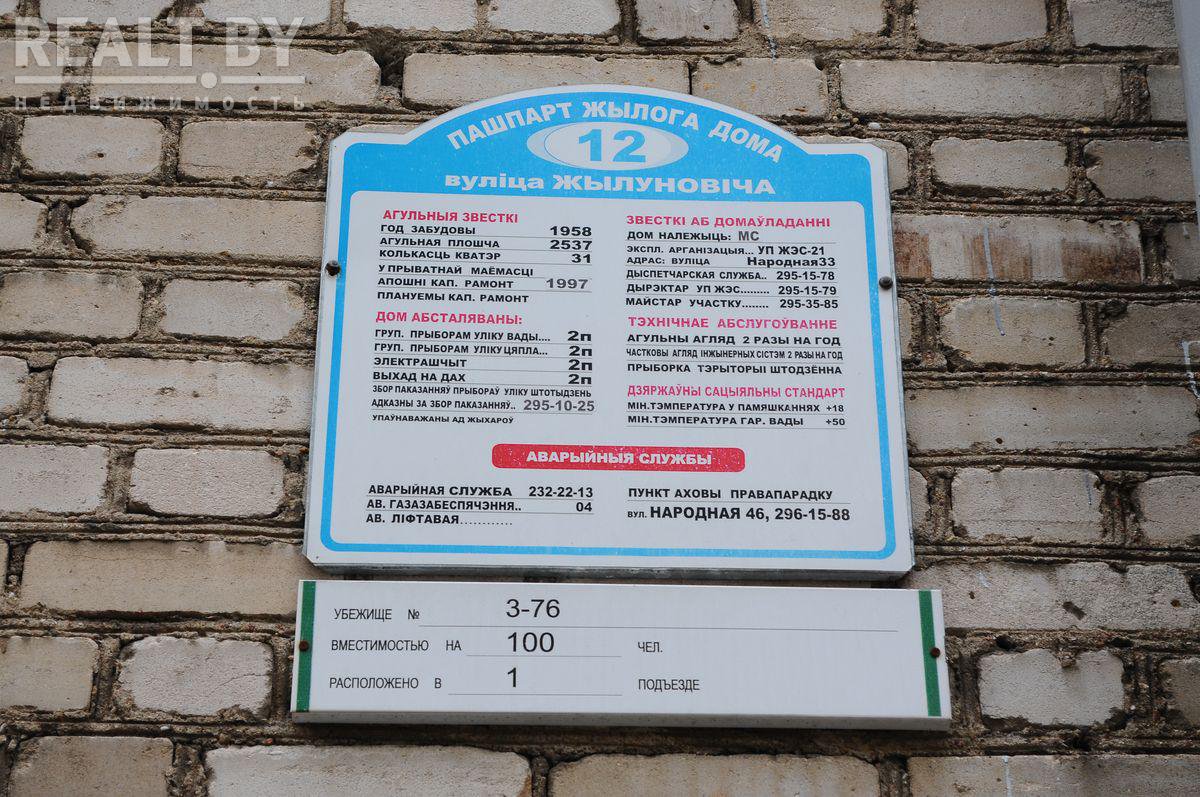 REALT.BY
НЕДВИЖИМОСТЬ
ПАШПАРТ ЖЫЛОГА ДОМА
12
вуліца ЖЫЛУНОВІЧА
АГУЛЬНЫЯ ЗВЕСТКІ
ГОД ЗАБУДОВЫ 1958
АГУЛЬНАЯ ПЛОШЧА 2537
КОЛЬКАСЦЬ КВАТЭР 31
У ПРЫВАТНАЙ МАЁМАСЦІ
АПОШНІ КАП. РАМОНТ 1997
ПЛАНУЕМЫ КАП. РАМОНТ
ДОМ АБСТАЛЯВАНЫ:
ГРУП. ПРЫБОРАМ УЛІКУ ВАДЫ.... 2п
ГРУП. ПРЫБОРАМ УЛІКУ ЦЯПЛА... 2п
ЭЛЕКТРАШЧЫТ 2п
ВЫХАД НА ДАХ 2п
ЗБОР ПАКАЗАННЯЎ ПРЫБОРАЎ УЛІКУ ШТОТЫДЗЕНЬ
АДКАЗНЫ ЗА ЗБОР ПАКАЗАННЯЎ.. 295-10-25
УПАЎНАВАЖАНЫ АД ЖЫХАРОЎ
ЗВЕСТКІ АБ ДОМАЎЛАДАННІ
ДОМ НАЛЕЖЫЦЬ: МС
ЭКСПЛ. АРГАНІЗАЦЫЯ... УП ЖЭС-21
АДРАС: ВУЛІЦА Народная33
ДЫСПЕТЧАРСКАЯ СЛУЖБА.. 295-15-78
ДЫРЭКТАР УП ЖЭС......... 295-15-79
МАЙСТАР УЧАСТКУ........ 295-35-85
ТЭХНІЧНАЕ АБСЛУГОЎВАННЕ
АГУЛЬНЫ АГЛЯД 2 РАЗЫ НА ГОД
ЧАСТКОВЫ АГЛЯД ІНЖЫНЕРНЫХ СІСТЭМ 2 РАЗЫ НА ГОД
ПРЫБОРКА ТЭРЫТОРЫІ ШТОДЗЁННА
ДЗЯРЖАЎНЫ САЦЫЯЛЬНЫ СТАНДАРТ
МІН.ТЭМПЕРАТУРА У ПАМЯШКАННЯХ +18
МІН.ТЭМПЕРАТУРА ГАР. ВАДЫ +50
АВАРЫЙНЫЯ СЛУЖБЫ
АВАРЫЙНАЯ СЛУЖБА 232-22-13
АВ. ГАЗАЗАБЕСПЯЧЭННЯ.. 04
АВ. ЛІФТАВАЯ............
ПУНКТ АХОВЫ ПРАВАПАРАДКУ
ВУЛ. НАРОДНАЯ 46, 296-15-88
УБЕЖИЩЕ № 3-76
ВМЕСТИМОСТЬЮ НА 100 ЧЕЛ.
РАСПОЛОЖЕНО В 1 ПОДЪЕЗДЕ